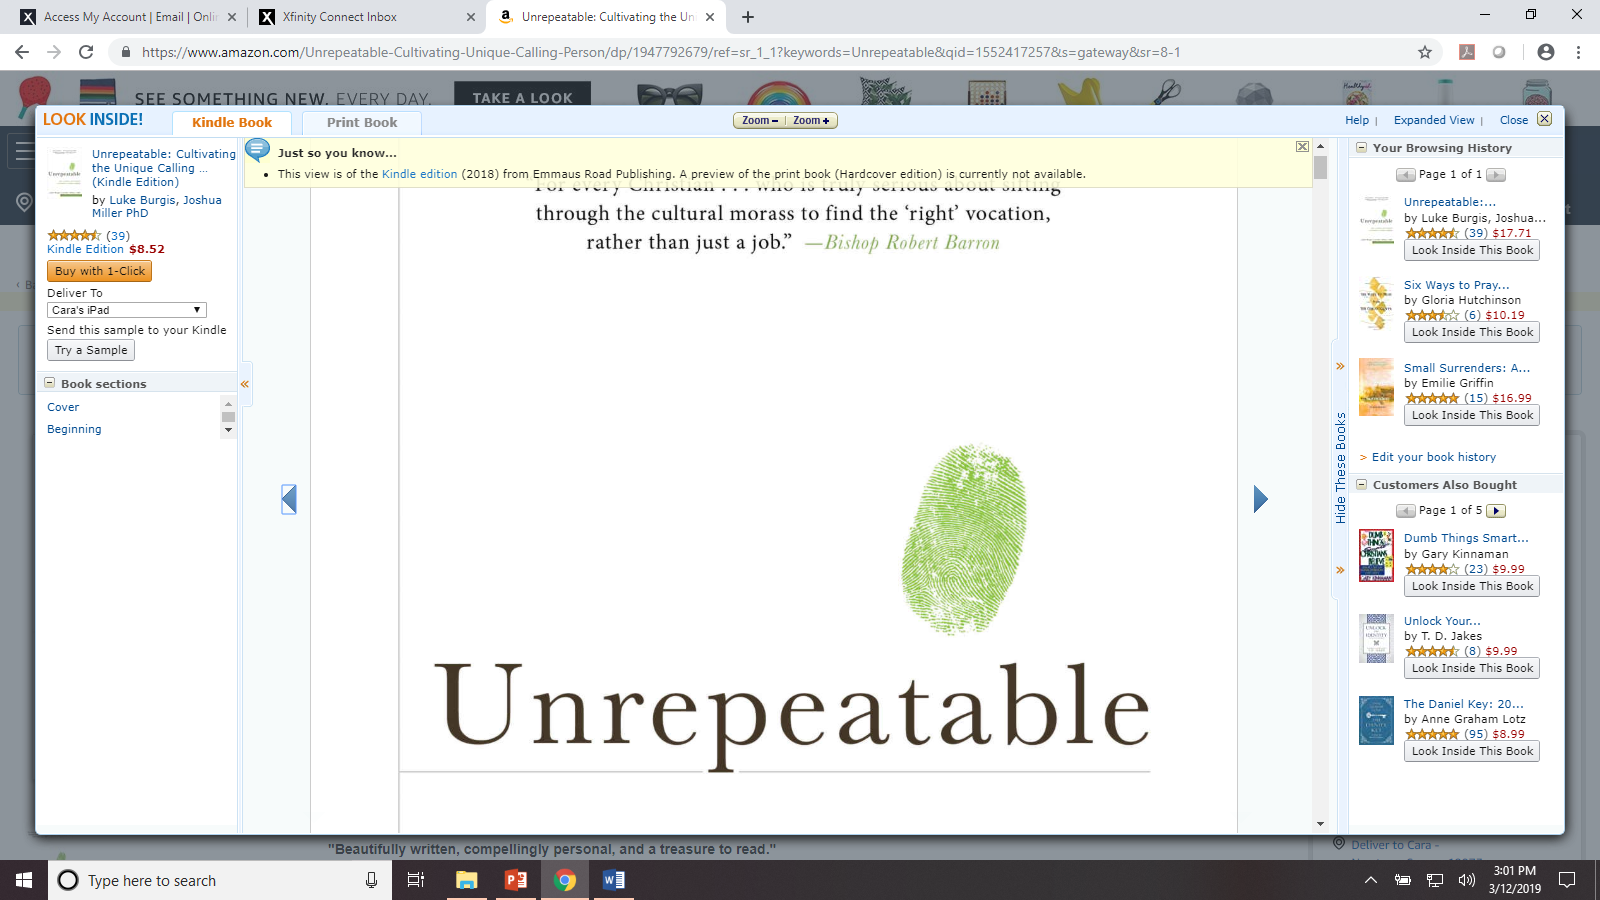 Access My Account | Email | Onli
Xfinity Connect Inbox
Unrepeatable: Cultivating the Un
https://www.amazon.com/Unrepeatable-Cultivating-Unique-Calling-Person/dp/1947792679/ref=sr_1_1?keywords=Unrepeatable&qid=1552417257&s=gateway&sr=8-1
SEE SOMETHING NEW. EVERY DAY.
TAKE A LOOK
LOOK INSIDE!
Kindle Book
Print Book
Zoom −
Zoom +
Help |
Expanded View |
Close
Unrepeatable: Cultivating
the Unique Calling ...
(Kindle Edition)
by Luke Burgis, Joshua
Miller PhD
(39)
Kindle Edition $8.52
Buy with 1-Click
Deliver To
Cara's iPad
Send this sample to your Kindle
Try a Sample
Book sections
Cover
Beginning
Just so you know...
• This view is of the Kindle edition (2018) from Emmaus Road Publishing. A preview of the print book (Hardcover edition) is currently not available.
"For every Christian . . . who is truly serious about sifting
through the cultural morass to find the 'right' vocation,
rather than just a job." —Bishop Robert Barron
Unrepeatable
Hide These Books
Your Browsing History
Page 1 of 1
Unrepeatable:...
by Luke Burgis, Joshua...
(39) $17.71
Look Inside This Book
Six Ways to Pray...
by Gloria Hutchinson
(6) $10.19
Look Inside This Book
Small Surrenders: A...
by Emilie Griffin
(15) $16.99
Look Inside This Book
> Edit your book history
Customers Also Bought
Page 1 of 5
Dumb Things Smart...
by Gary Kinnaman
(23) $9.99
Look Inside This Book
Unlock Your...
by T. D. Jakes
(8) $9.99
Look Inside This Book
The Daniel Key: 20...
by Anne Graham Lotz
(95) $8.99
Look Inside This Book
"Beautifully written, compellingly personal, and a treasure to read."
Deliver to Cara -
Type here to search
3:01 PM
3/12/2019